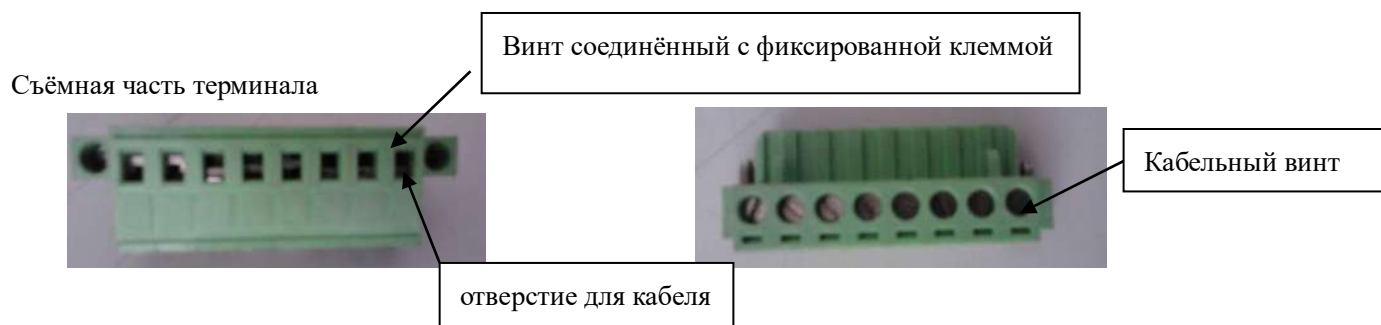 Винт соединённый с фиксированной клеммой
Съёмная часть терминала
Кабельный винт
отверстие для кабеля